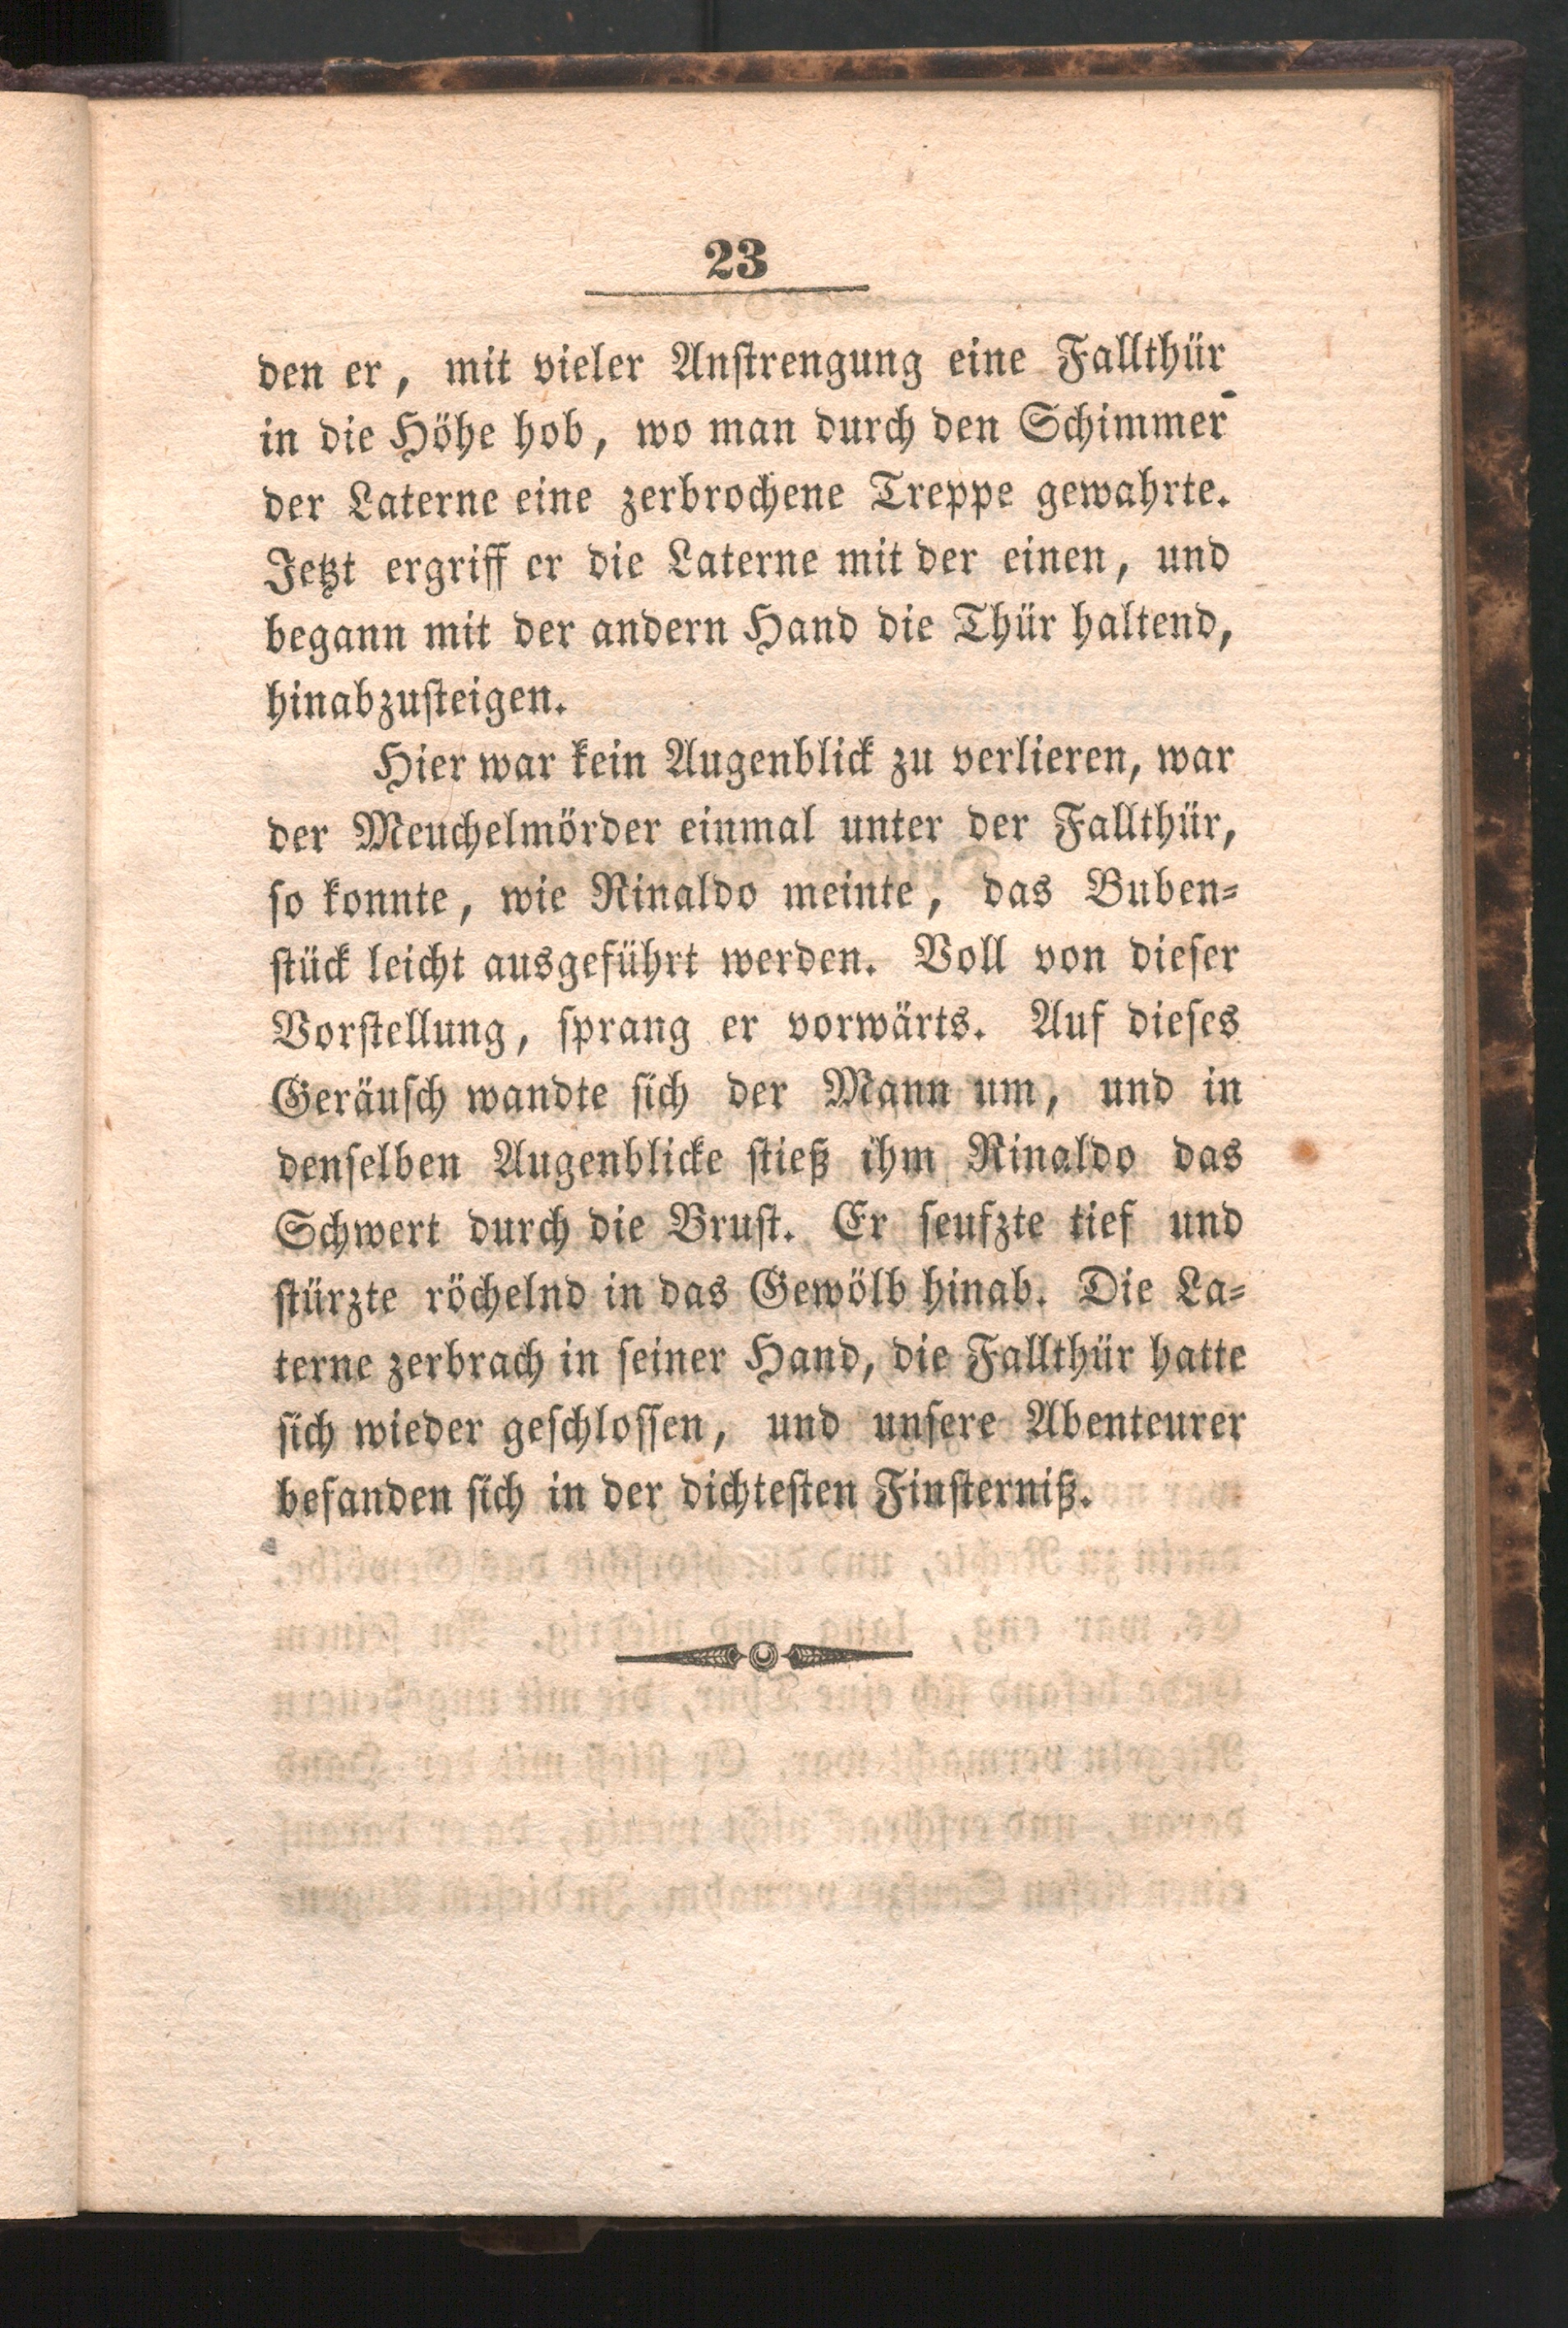 23
den er, mit vieler Anſtrengung eine Fallthür
in die Höhe hob, wo man durch den Schimmer
der Laterne eine zerbrochene Treppe gewahrte.
Jetzt ergriff er die Laterne mit der einen, und
begann mit der andern Hand die Thür haltend,
hinabzuſteigen.
Hier war kein Augenblick zu verlieren, war
der Meuchelmörder einmal unter der Fallthür,
ſo konnte, wie Rinaldo meinte, das Buben⸗
ſtück leicht ausgeführt werden. Voll von dieſer
Vorſtellung, ſprang er vorwärts. Auf dieſes
Geräuſch wandte ſich der Mann um, und in
denſelben Augenblicke ſtieß ihm Rinaldo das
Schwert durch die Bruſt. Er ſeufzte tief und
ſtürzte röchelnd in das Gewölb hinab. Die La⸗
terne zerbrach in ſeiner Hand, die Fallthür hatte
ſich wieder geſchloſſen, und unſere Abenteurer
befanden ſich in der dichteſten Finſterniß.